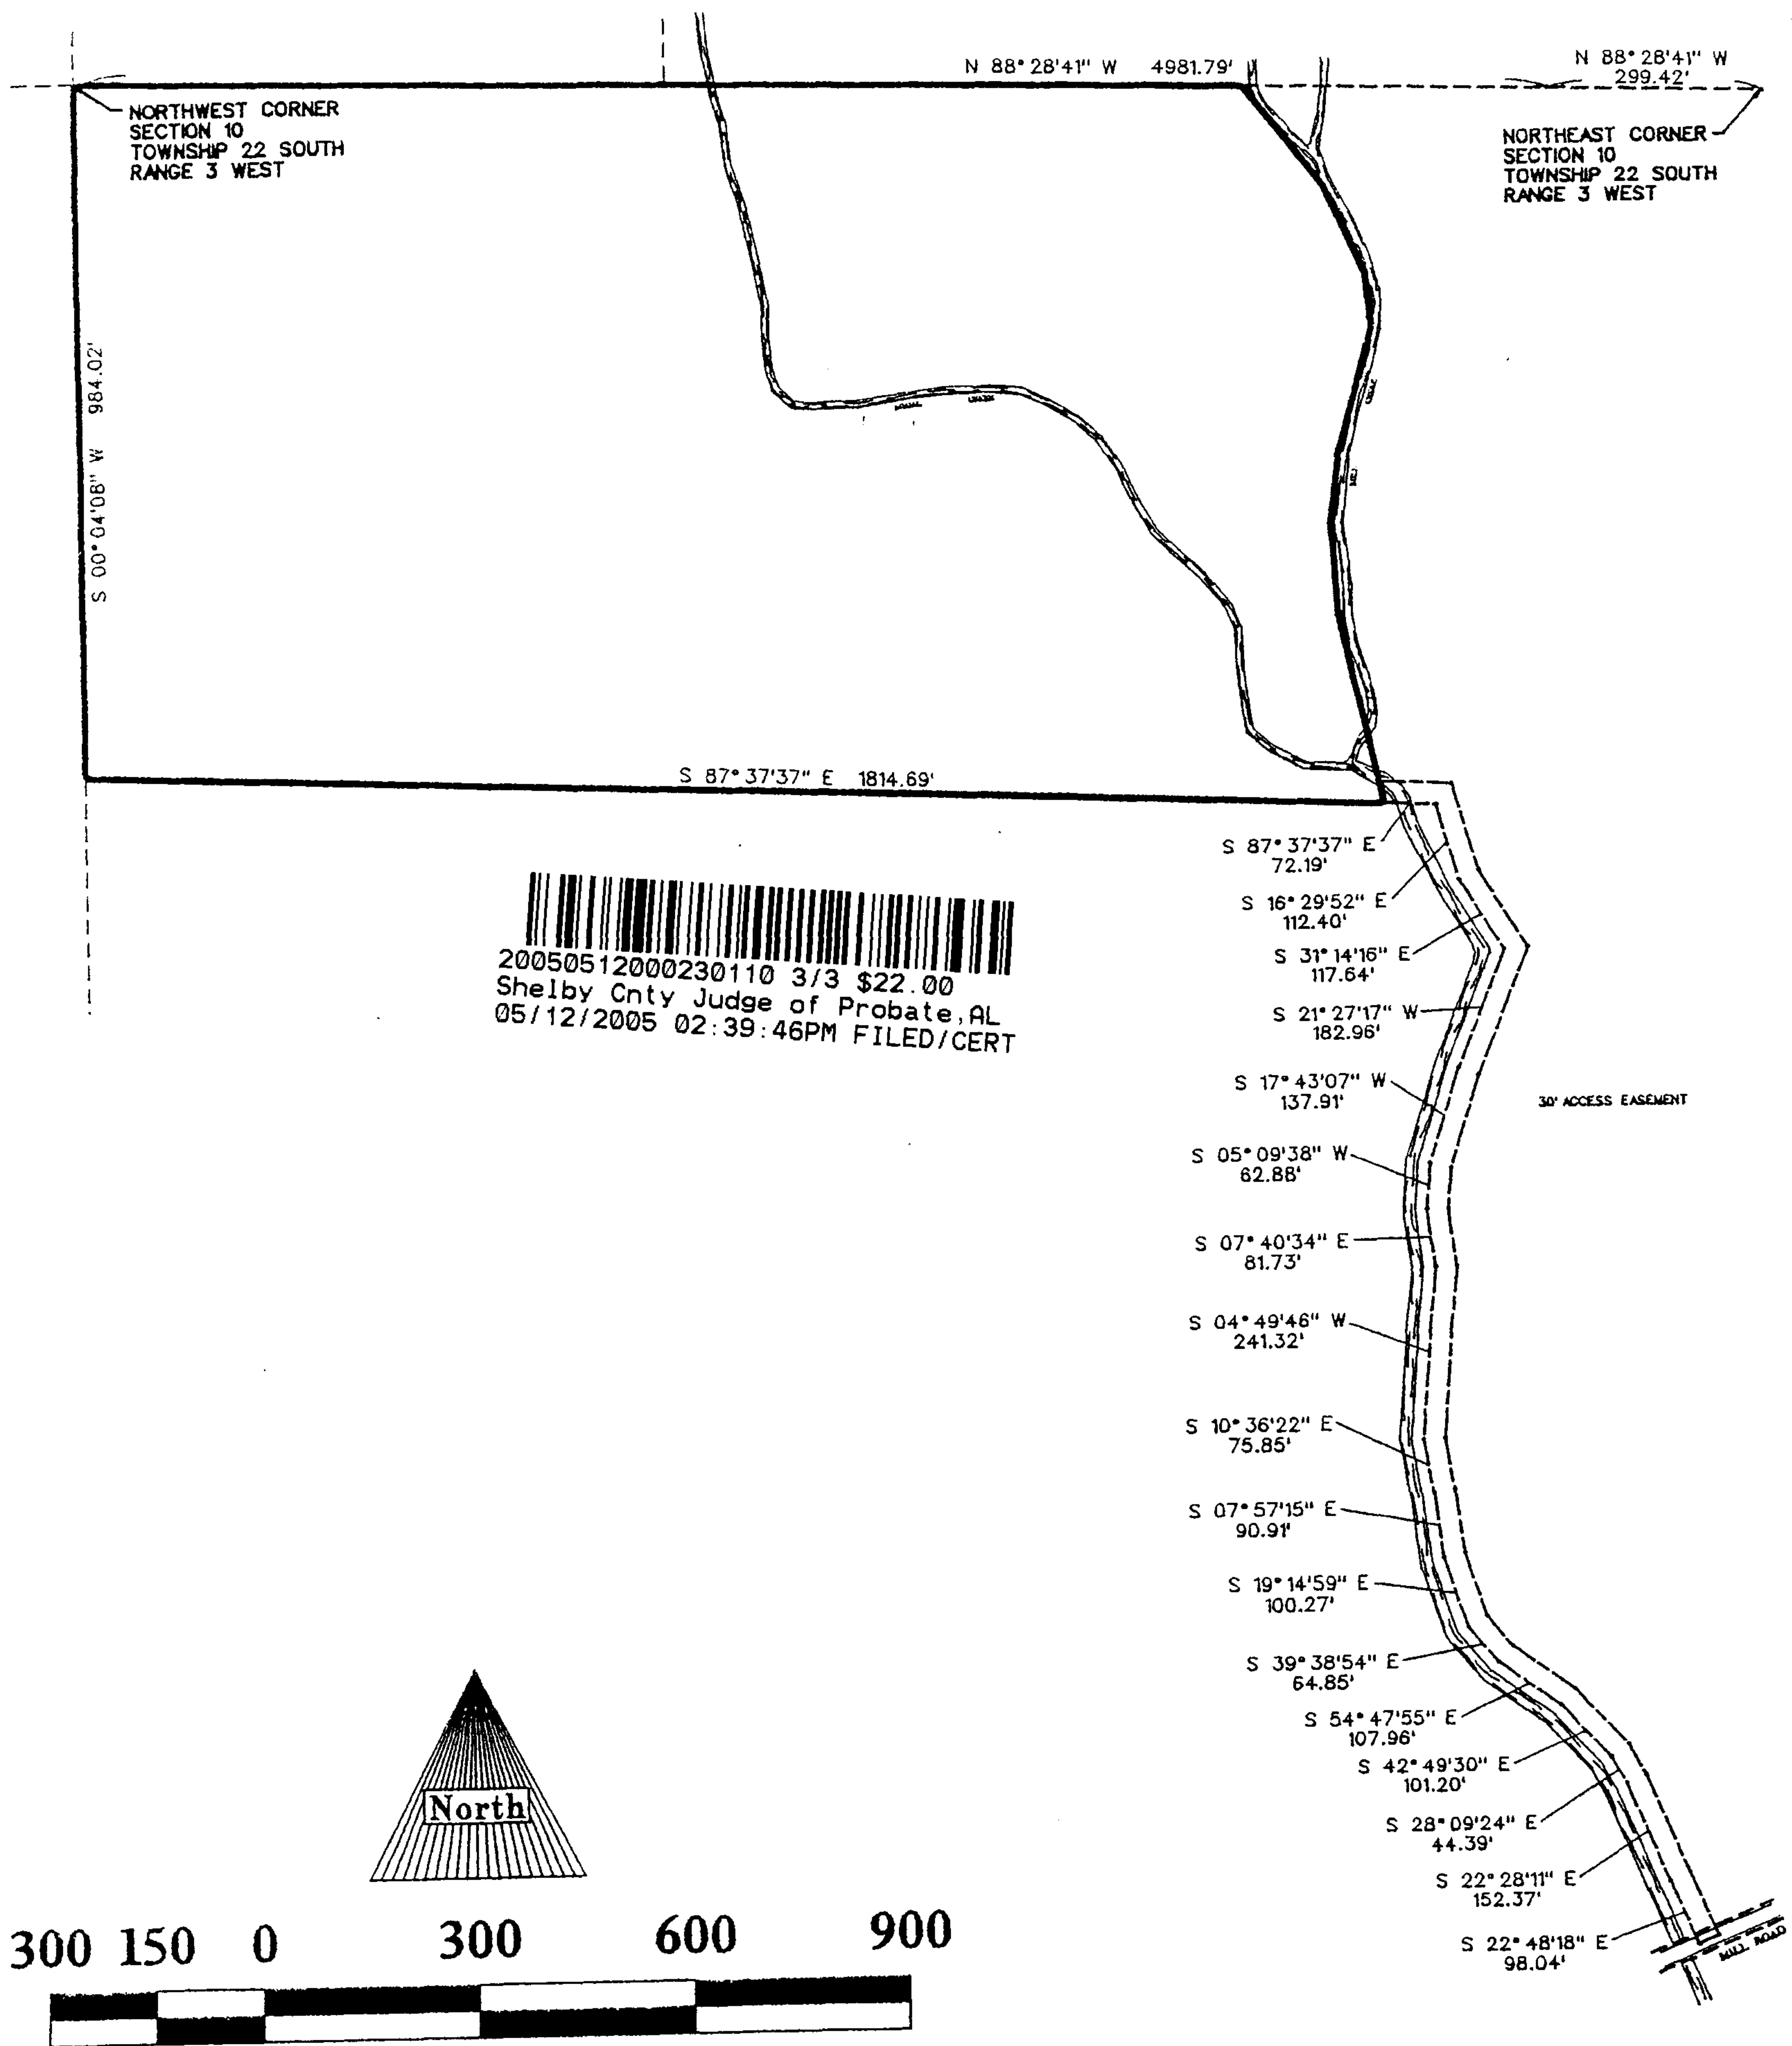 N 88° 28'41" W 4981.79'
N 88° 28'41" W
299.42'
NORTHWEST CORNER
SECTION 10
TOWNSHIP 22 SOUTH
RANGE 3 WEST
NORTHEAST CORNER
SECTION 10
TOWNSHIP 22 SOUTH
RANGE 3 WEST
S 00° 04'08" W 984.02'
S 87° 37'37" E 1814.69'
20050512000230110 3/3 $22.00
Shelby Cnty Judge of Probate,AL
05/12/2005 02:39:46PM FILED/CERT
S 87° 37'37" E
72.19'
S 16° 29'52" E
112.40'
S 31° 14'16" E
117.64'
S 21° 27'17" W
182.96'
S 17° 43'07" W
137.91'
30' ACCESS EASEMENT
S 05° 09'38" W
62.88'
S 07° 40'34" E
81.73'
S 04° 49'46" W
241.32'
S 10° 36'22" E
75.85'
S 07° 57'15" E
90.91'
S 19° 14'59" E
100.27'
S 39° 38'54" E
64.85'
S 54° 47'55" E
107.96'
S 42° 49'30" E
101.20'
S 28° 09'24" E
44.39'
S 22° 28'11" E
152.37'
S 22° 48'18" E
98.04'
MILL ROAD
North
300 150 0 300 600 900